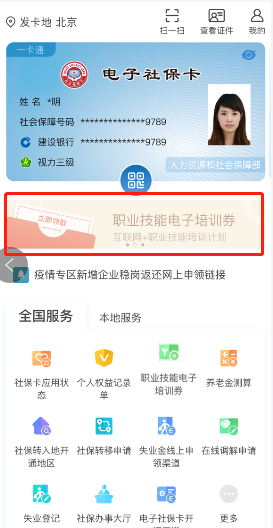 发卡地 北京
扫一扫 查看证件 我的
一卡通
电子社保卡
姓 名 *明
社会保障号码 **************9789
建设银行 **************9789
视力三级
人力资源和社会保障部
立即领取
职业技能电子培训券
互联网+职业技能培训计划
疫情专区新增企业稳岗返还网上申领链接
全国服务 本地服务
社保卡应用状态
个人权益记录单
职业技能电子培训券
养老金测算
社保转入地开通地区
社保转移申请
失业金线上申领渠道
在线调解申请
失业登记
社保办事大厅
电子社保卡开
更多